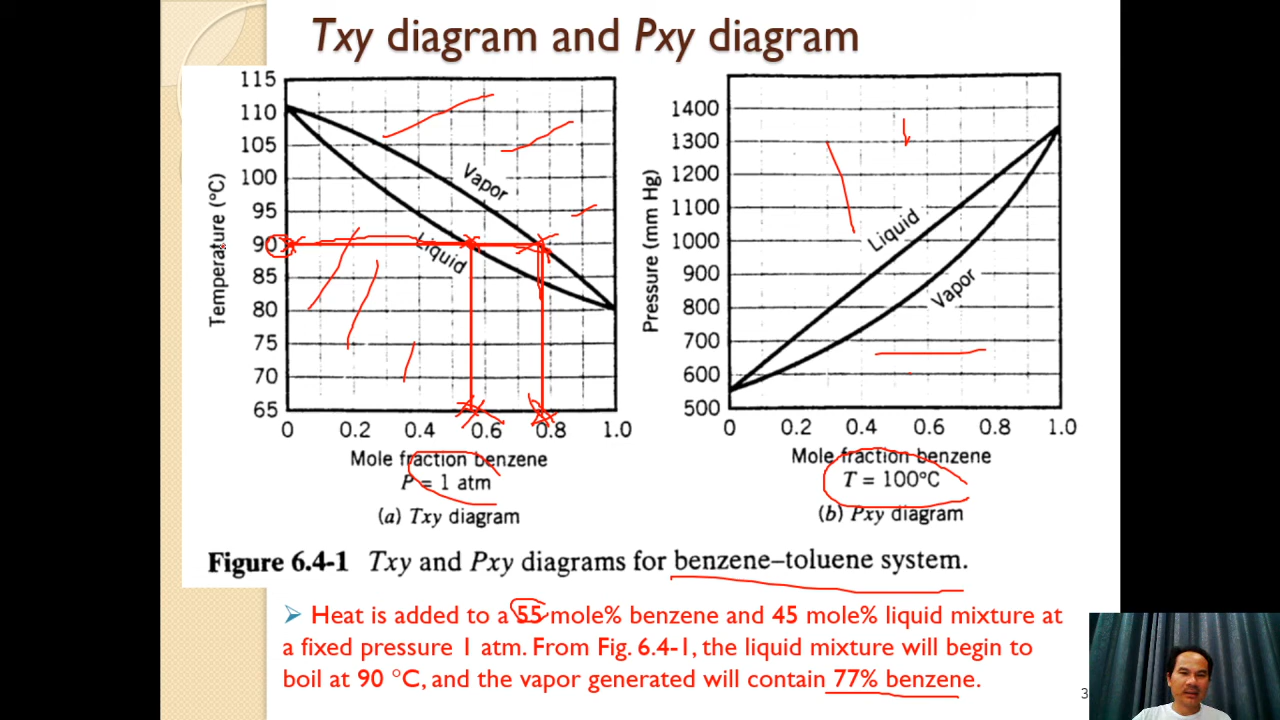 Txy diagram and Pxy diagram
115
110
105
100
95
90
85
80
75
70
65
Temperature (°C)
Vapor
Liquid
0 0.2 0.4 0.6 0.8 1.0
Mole fraction benzene
P = 1 atm
(a) Txy diagram
1400
1300
1200
1100
1000
900
800
700
600
500
Pressure (mm Hg)
Liquid
Vapor
0 0.2 0.4 0.6 0.8 1.0
Mole fraction benzene
T = 100°C
(b) Pxy diagram
Figure 6.4-1 Txy and Pxy diagrams for benzene–toluene system.
Heat is added to a 55 mole% benzene and 45 mole% liquid mixture at
a fixed pressure 1 atm. From Fig. 6.4-1, the liquid mixture will begin to
boil at 90 °C, and the vapor generated will contain 77% benzene.
3